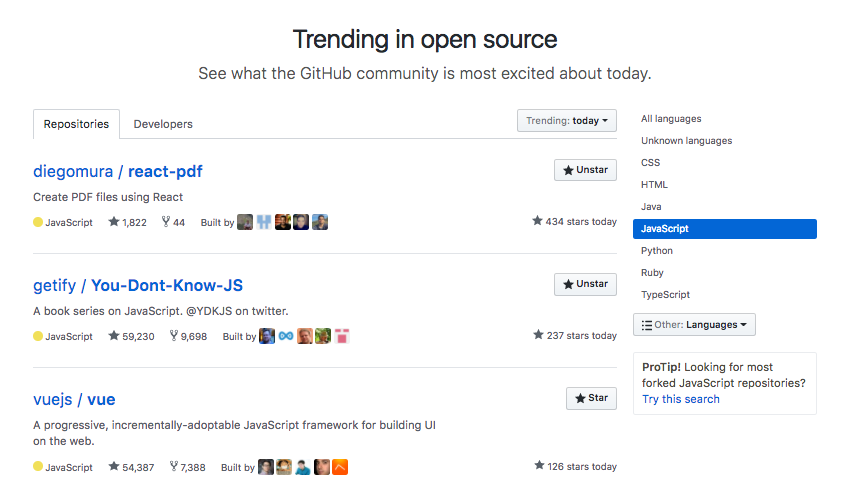 Trending in open source
See what the GitHub community is most excited about today.
Repositories
Developers
Trending: today
diegomura / react-pdf
Unstar
Create PDF files using React
JavaScript 1,822 44 Built by 434 stars today
getify / You-Dont-Know-JS
Unstar
A book series on JavaScript. @YDKJS on twitter.
JavaScript 59,230 9,698 Built by 237 stars today
vuejs / vue
Star
A progressive, incrementally-adoptable JavaScript framework for building UI
on the web.
JavaScript 54,387 7,388 Built by 126 stars today
All languages
Unknown languages
CSS
HTML
Java
JavaScript
Python
Ruby
TypeScript
Other: Languages
ProTip! Looking for most
forked JavaScript repositories?
Try this search